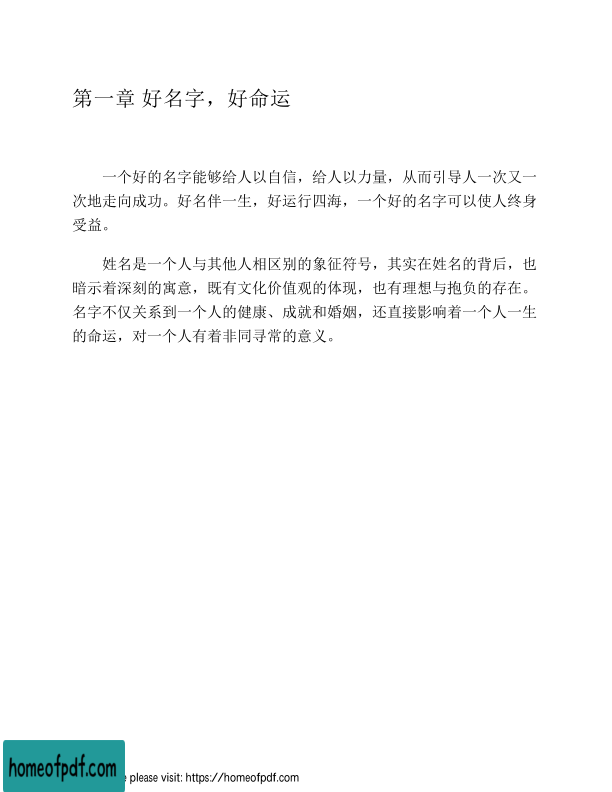 第一章 好名字，好命运
一个好的名字能够给人以自信，给人以力量，从而引导人一次又一
次地走向成功。好名伴一生，好运行四海，一个好的名字可以使人终身
受益。
姓名是一个人与其他人相区别的象征符号，其实在姓名的背后，也
暗示着深刻的寓意，既有文化价值观的体现，也有理想与抱负的存在。
名字不仅关系到一个人的健康、成就和婚姻，还直接影响着一个人一生
的命运，对一个人有着非同寻常的意义。
homeofpdf.com
please visit: https://homeofpdf.com